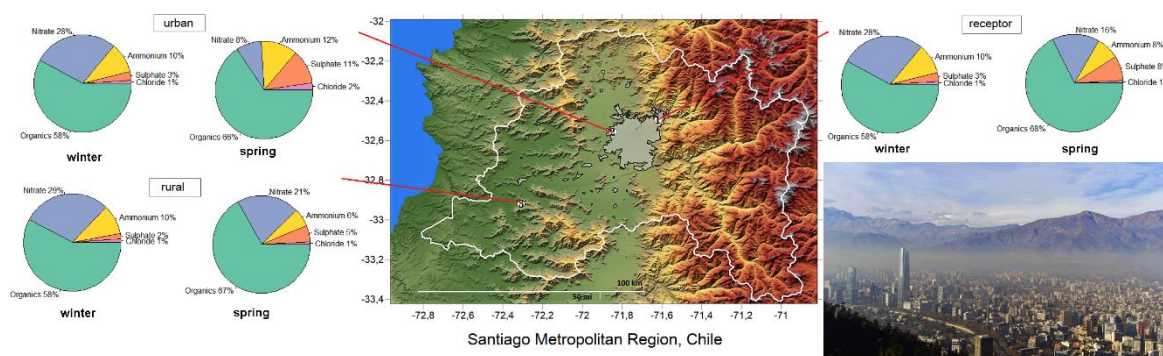 urban
Nitrate 28%
Ammonium 10%
Sulphate 3%
Chloride 1%
Organics 58%
winter
Nitrate 8%
Ammonium 12%
Sulphate 11%
Chloride 2%
Organics 66%
spring
rural
Nitrate 29%
Ammonium 10%
Sulphate 2%
Chloride 1%
Organics 58%
winter
Nitrate 21%
Ammonium 6%
Sulphate 5%
Chloride 1%
Organics 67%
spring
-32
-32,4
-32,6
-32,8
-33
-33,2
-33,4
2
3
100 km
50 mi
-72,8
-72,6
-72,4
-72,2
-72
-71,8
-71,6
-71,4
-71,2
-71
Santiago Metropolitan Region, Chile
receptor
Nitrate 28%
Ammonium 10%
Sulphate 3%
Chloride 1%
Organics 58%
winter
Nitrate 16%
Ammonium 8%
Sulphate 8%
Chloride 1
Organics 68%
spring